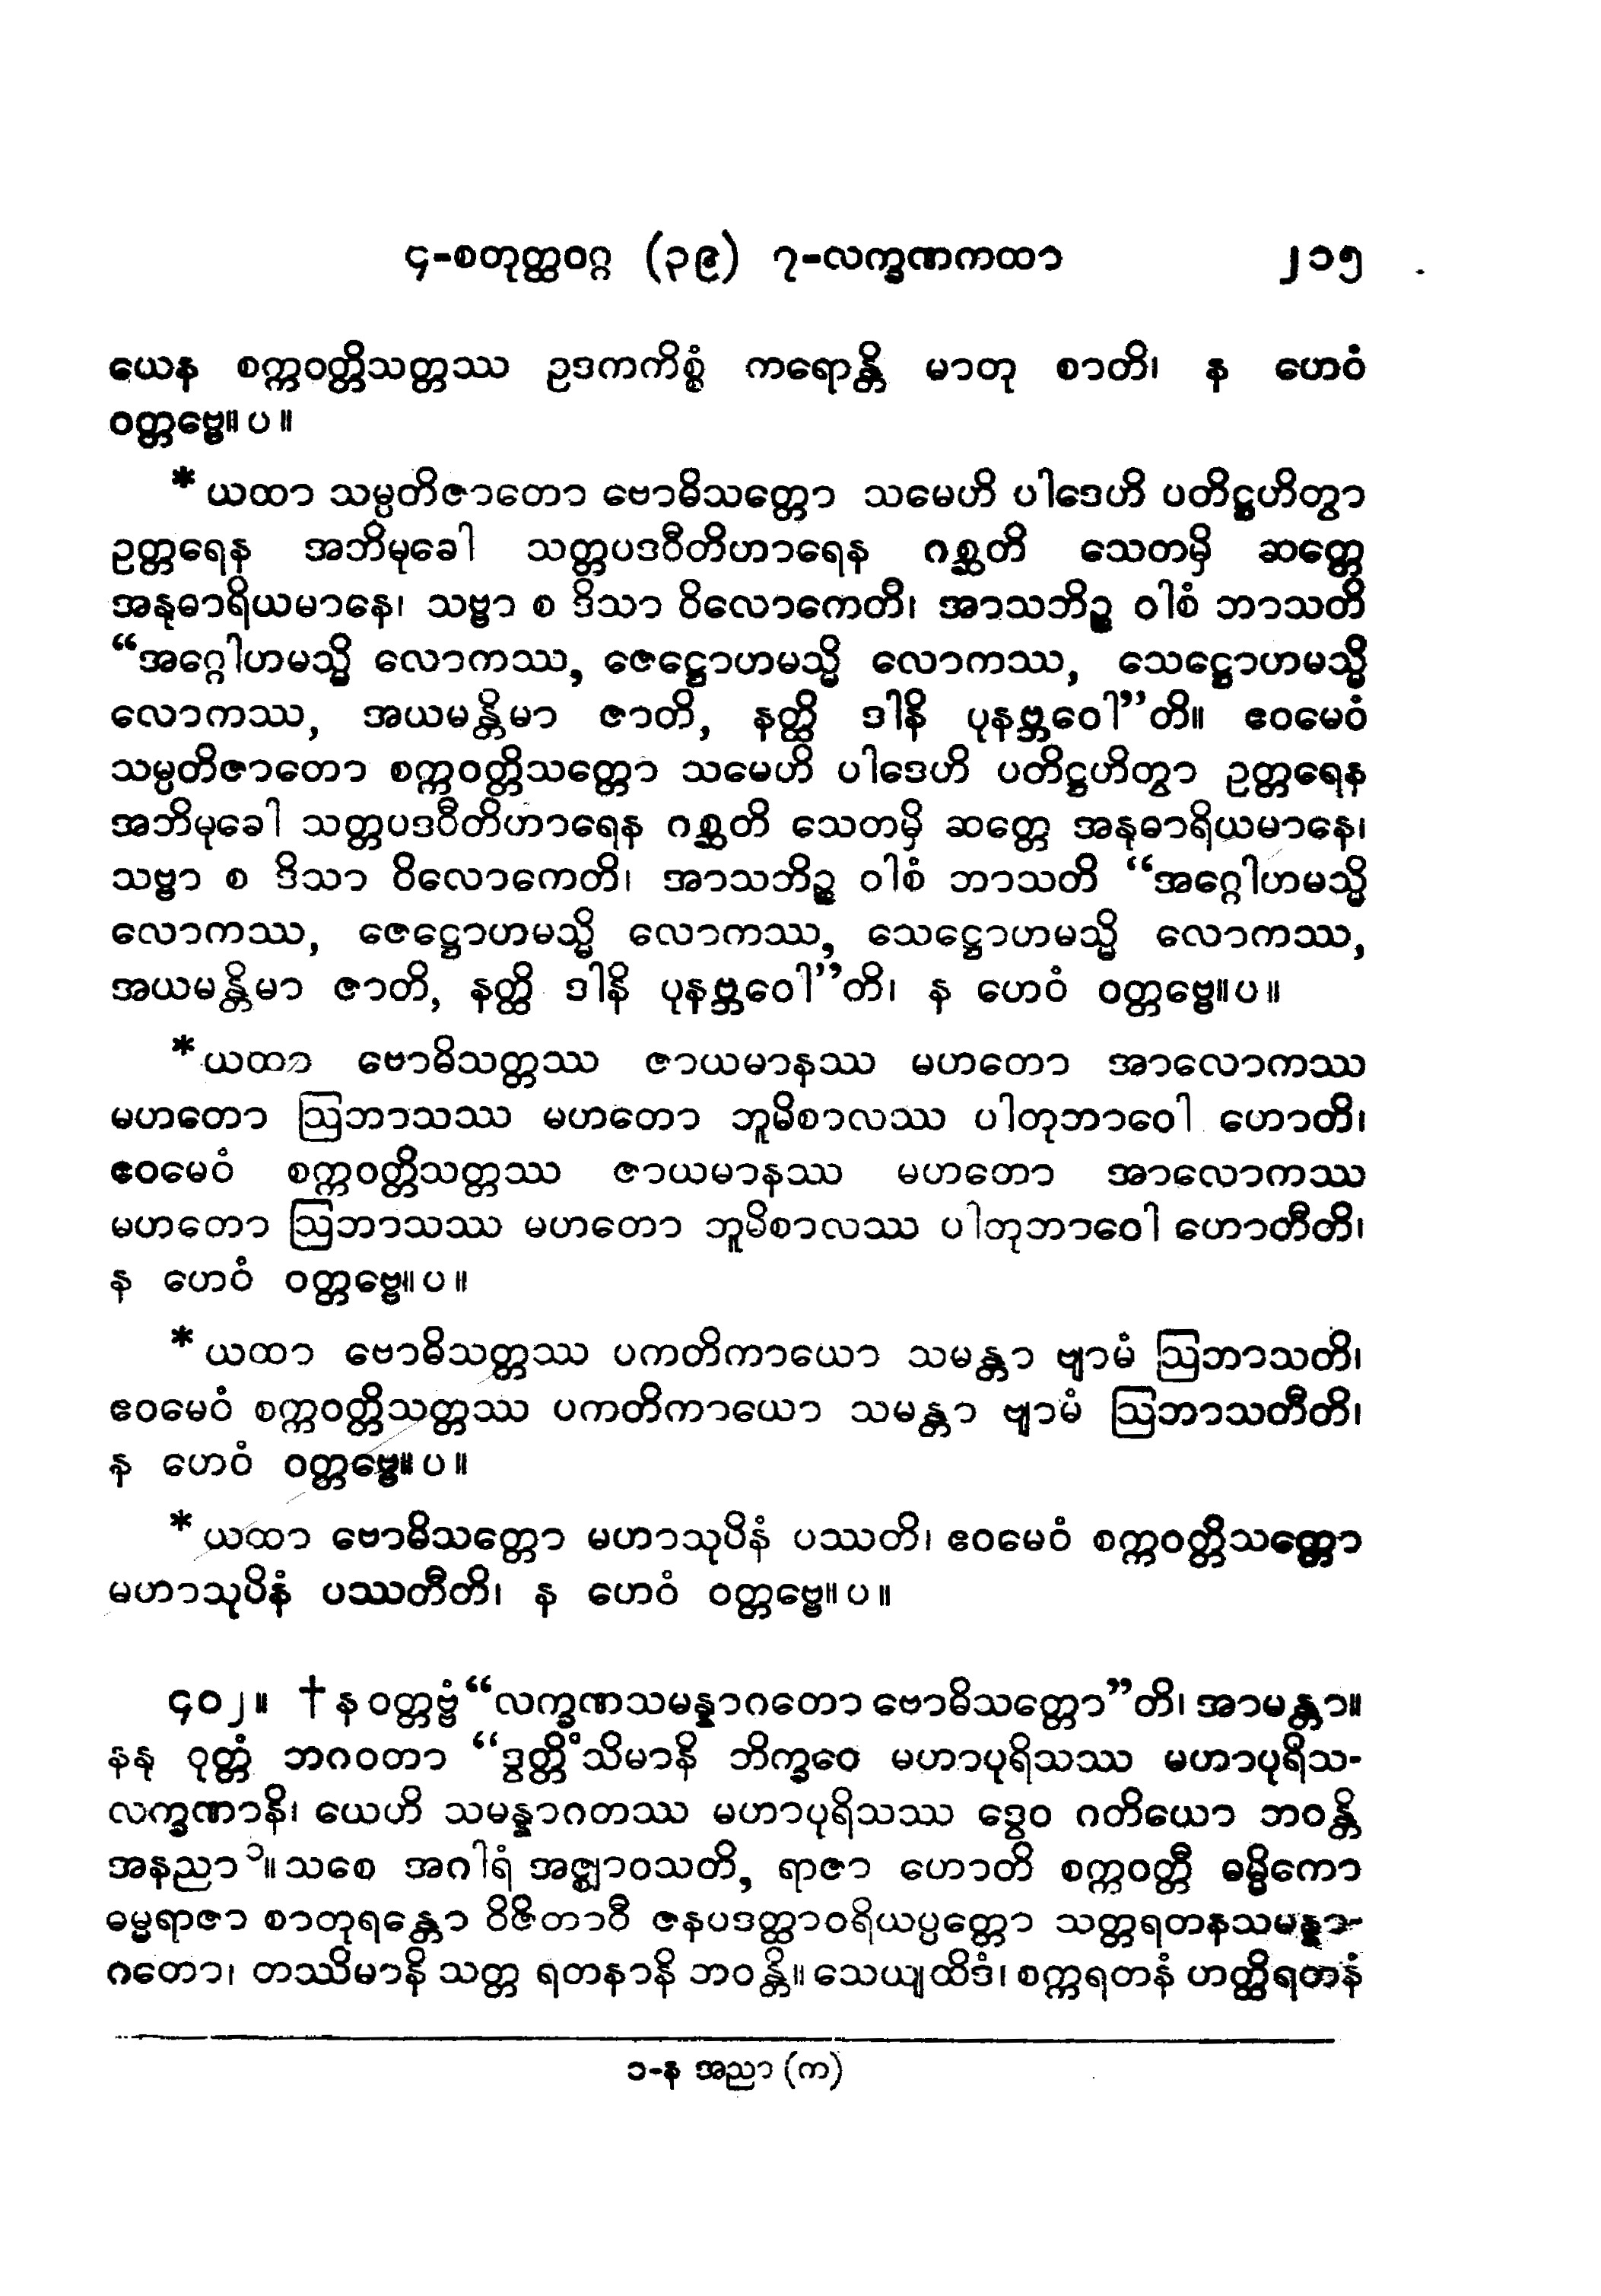 ၄-စတုတ္ထဝဂ္ဂ (၃၉) ၇-လက္ခဏကထာ ၂၁၅
ယေန စက္ကဝတ္တိသတ္တဿ ဥဒကကိစ္စံ ကရောန္တိ မာတု စာတိ၊ န ဟေဝံ
ဝတ္တဗ္ဗေ။ပ။
*ယထာ သမ္ပတိဇာတော ဗောဓိသတ္တော သမေဟိ ပါဒေဟိ ပတိဋ္ဌဟိတွာ
ဥတ္တရေန အဘိမုခေါ သတ္တပဒဝီတိဟာရေန ဂစ္ဆတိ သေတမှိ ဆတ္တေ
အနုဓာရိယမာနေ၊ သဗ္ဗာ စ ဒိသာ ဝိလောကေတိ၊ အာသဘိဉ္စ ဝါစံ ဘာသတိ
“အဂ္ဂေါဟမသ္မိ လောကဿ, ဇေဋ္ဌောဟမသ္မိ လောကဿ, သေဋ္ဌောဟမသ္မိ
လောကဿ, အယမန္တိမာ ဇာတိ, နတ္ထိ ဒါနိ ပုနဗ္ဘဝေါ”တိ။ ဧဝမေဝံ
သမ္ပတိဇာတော စက္ကဝတ္တိသတ္တော သမေဟိ ပါဒေဟိ ပတိဋ္ဌဟိတွာ ဥတ္တရေန
အဘိမုခေါ သတ္တပဒဝီတိဟာရေန ဂစ္ဆတိ သေတမှိ ဆတ္တေ အနုဓာရိယမာနေ၊
သဗ္ဗာ စ ဒိသာ ဝိလောကေတိ၊ အာသဘိဉ္စ ဝါစံ ဘာသတိ “အဂ္ဂေါဟမသ္မိ
လောကဿ, ဇေဋ္ဌောဟမသ္မိ လောကဿ, သေဋ္ဌောဟမသ္မိ လောကဿ,
အယမန္တိမာ ဇာတိ, နတ္ထိ ဒါနိ ပုနဗ္ဘဝေါ”တိ၊ န ဟေဝံ ဝတ္တဗ္ဗေ။ပ။
*ယထာ ဗောဓိသတ္တဿ ဇာယမာနဿ မဟတော အာလောကဿ
မဟတော ဩဘာသဿ မဟတော ဘူမိစာလဿ ပါတုဘာဝေါ ဟောတိ၊
ဧဝမေဝံ စက္ကဝတ္တိသတ္တဿ ဇာယမာနဿ မဟတော အာလောကဿ
မဟတော ဩဘာသဿ မဟတော ဘူမိစာလဿ ပါတုဘာဝေါ ဟောတီတိ၊
န ဟေဝံ ဝတ္တဗ္ဗေ။ပ။
*ယထာ ဗောဓိသတ္တဿ ပကတိကာယော သမန္တာ ဗျာမံ ဩဘာသတိ၊
ဧဝမေဝံ စက္ကဝတ္တိသတ္တဿ ပကတိကာယော သမန္တာ ဗျာမံ ဩဘာသတီတိ၊
န ဟေဝံ ဝတ္တဗ္ဗေ။ပ။
*ယထာ ဗောဓိသတ္တော မဟာသုပိနံ ပဿတိ၊ ဧဝမေဝံ စက္ကဝတ္တိသတ္တော
မဟာသုပိနံ ပဿတီတိ၊ န ဟေဝံ ဝတ္တဗ္ဗေ။ပ။
၄၀၂။ †န ဝတ္တဗ္ဗံ“လက္ခဏသမန္နာဂတော ဗောဓိသတ္တော”တိ၊ အာမန္တာ။
နနု ဝုတ္တံ ဘဂဝတာ “ဒွတ္တိံသိမာနိ ဘိက္ခဝေ မဟာပုရိသဿ မဟာပုရိသ-
လက္ခဏာနိ၊ ယေဟိ သမန္နာဂတဿ မဟာပုရိသဿ ဒွေဝ ဂတိယော ဘဝန္တိ
အနညာ ၁။ သစေ အဂါရံ အဇ္ဈာဝသတိ, ရာဇာ ဟောတိ စက္ကဝတ္တီ ဓမ္မိကော
ဓမ္မရာဇာ စာတုရန္တော ဝိဇိတာဝီ ဇနပဒတ္ထာဝရိယပ္ပတ္တော သတ္တရတနသမန္နာ-
ဂတော၊ တဿိမာနိ သတ္တ ရတနာနိ ဘဝန္တိ။ သေယျထိဒံ၊ စက္ကရတနံ ဟတ္ထိရတနံ
၁-န အညာ (က)